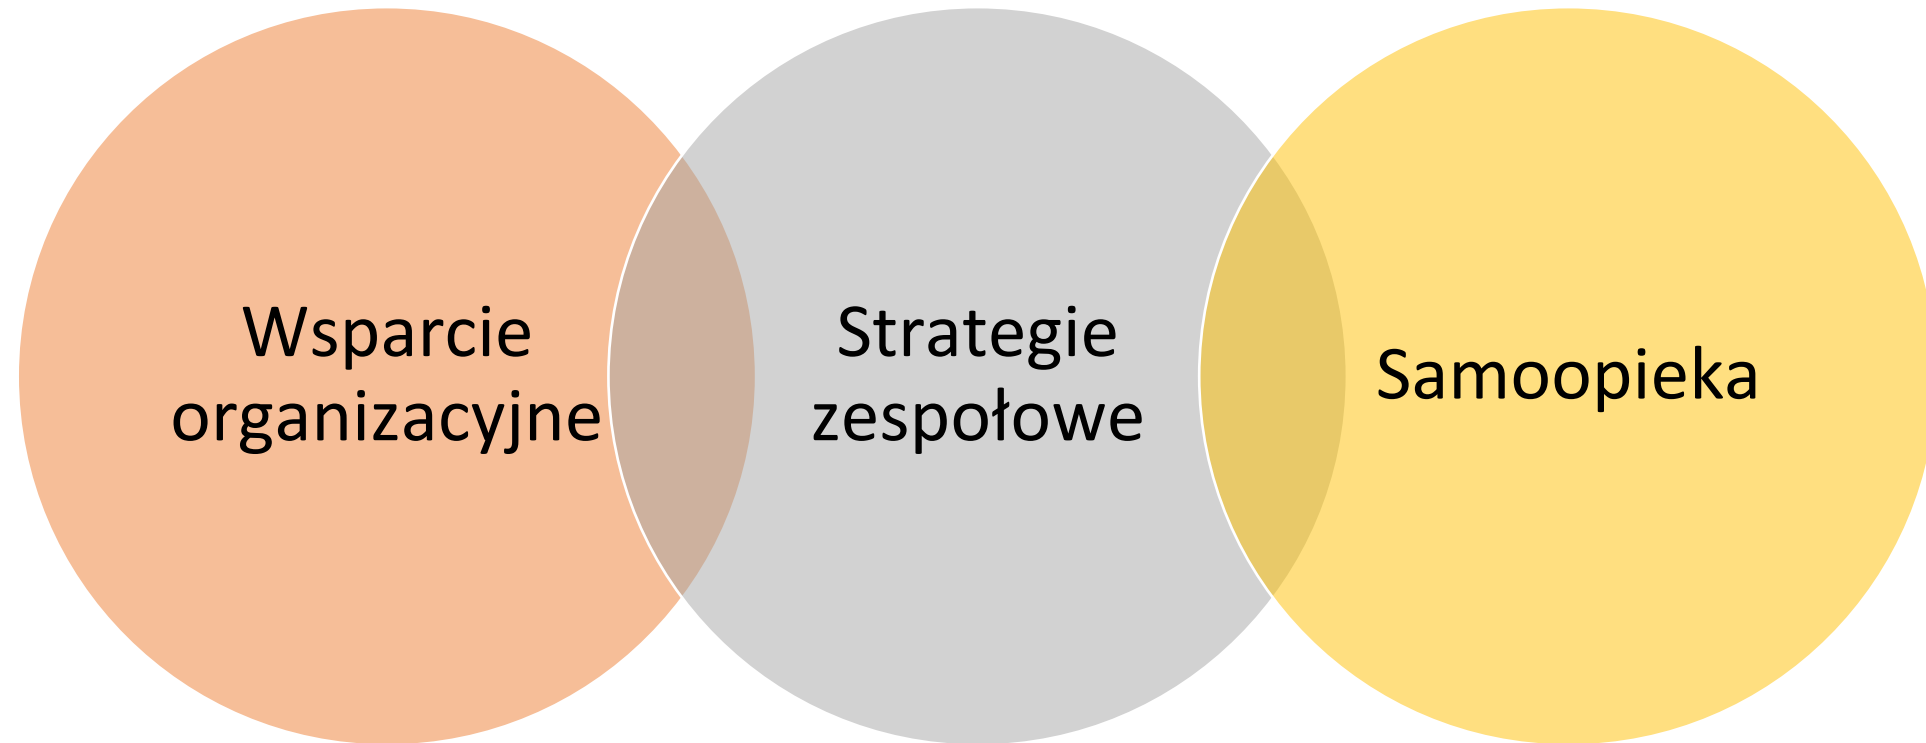 Wsparcie
organizacyjne
Strategie
zespołowe
Samoopieka